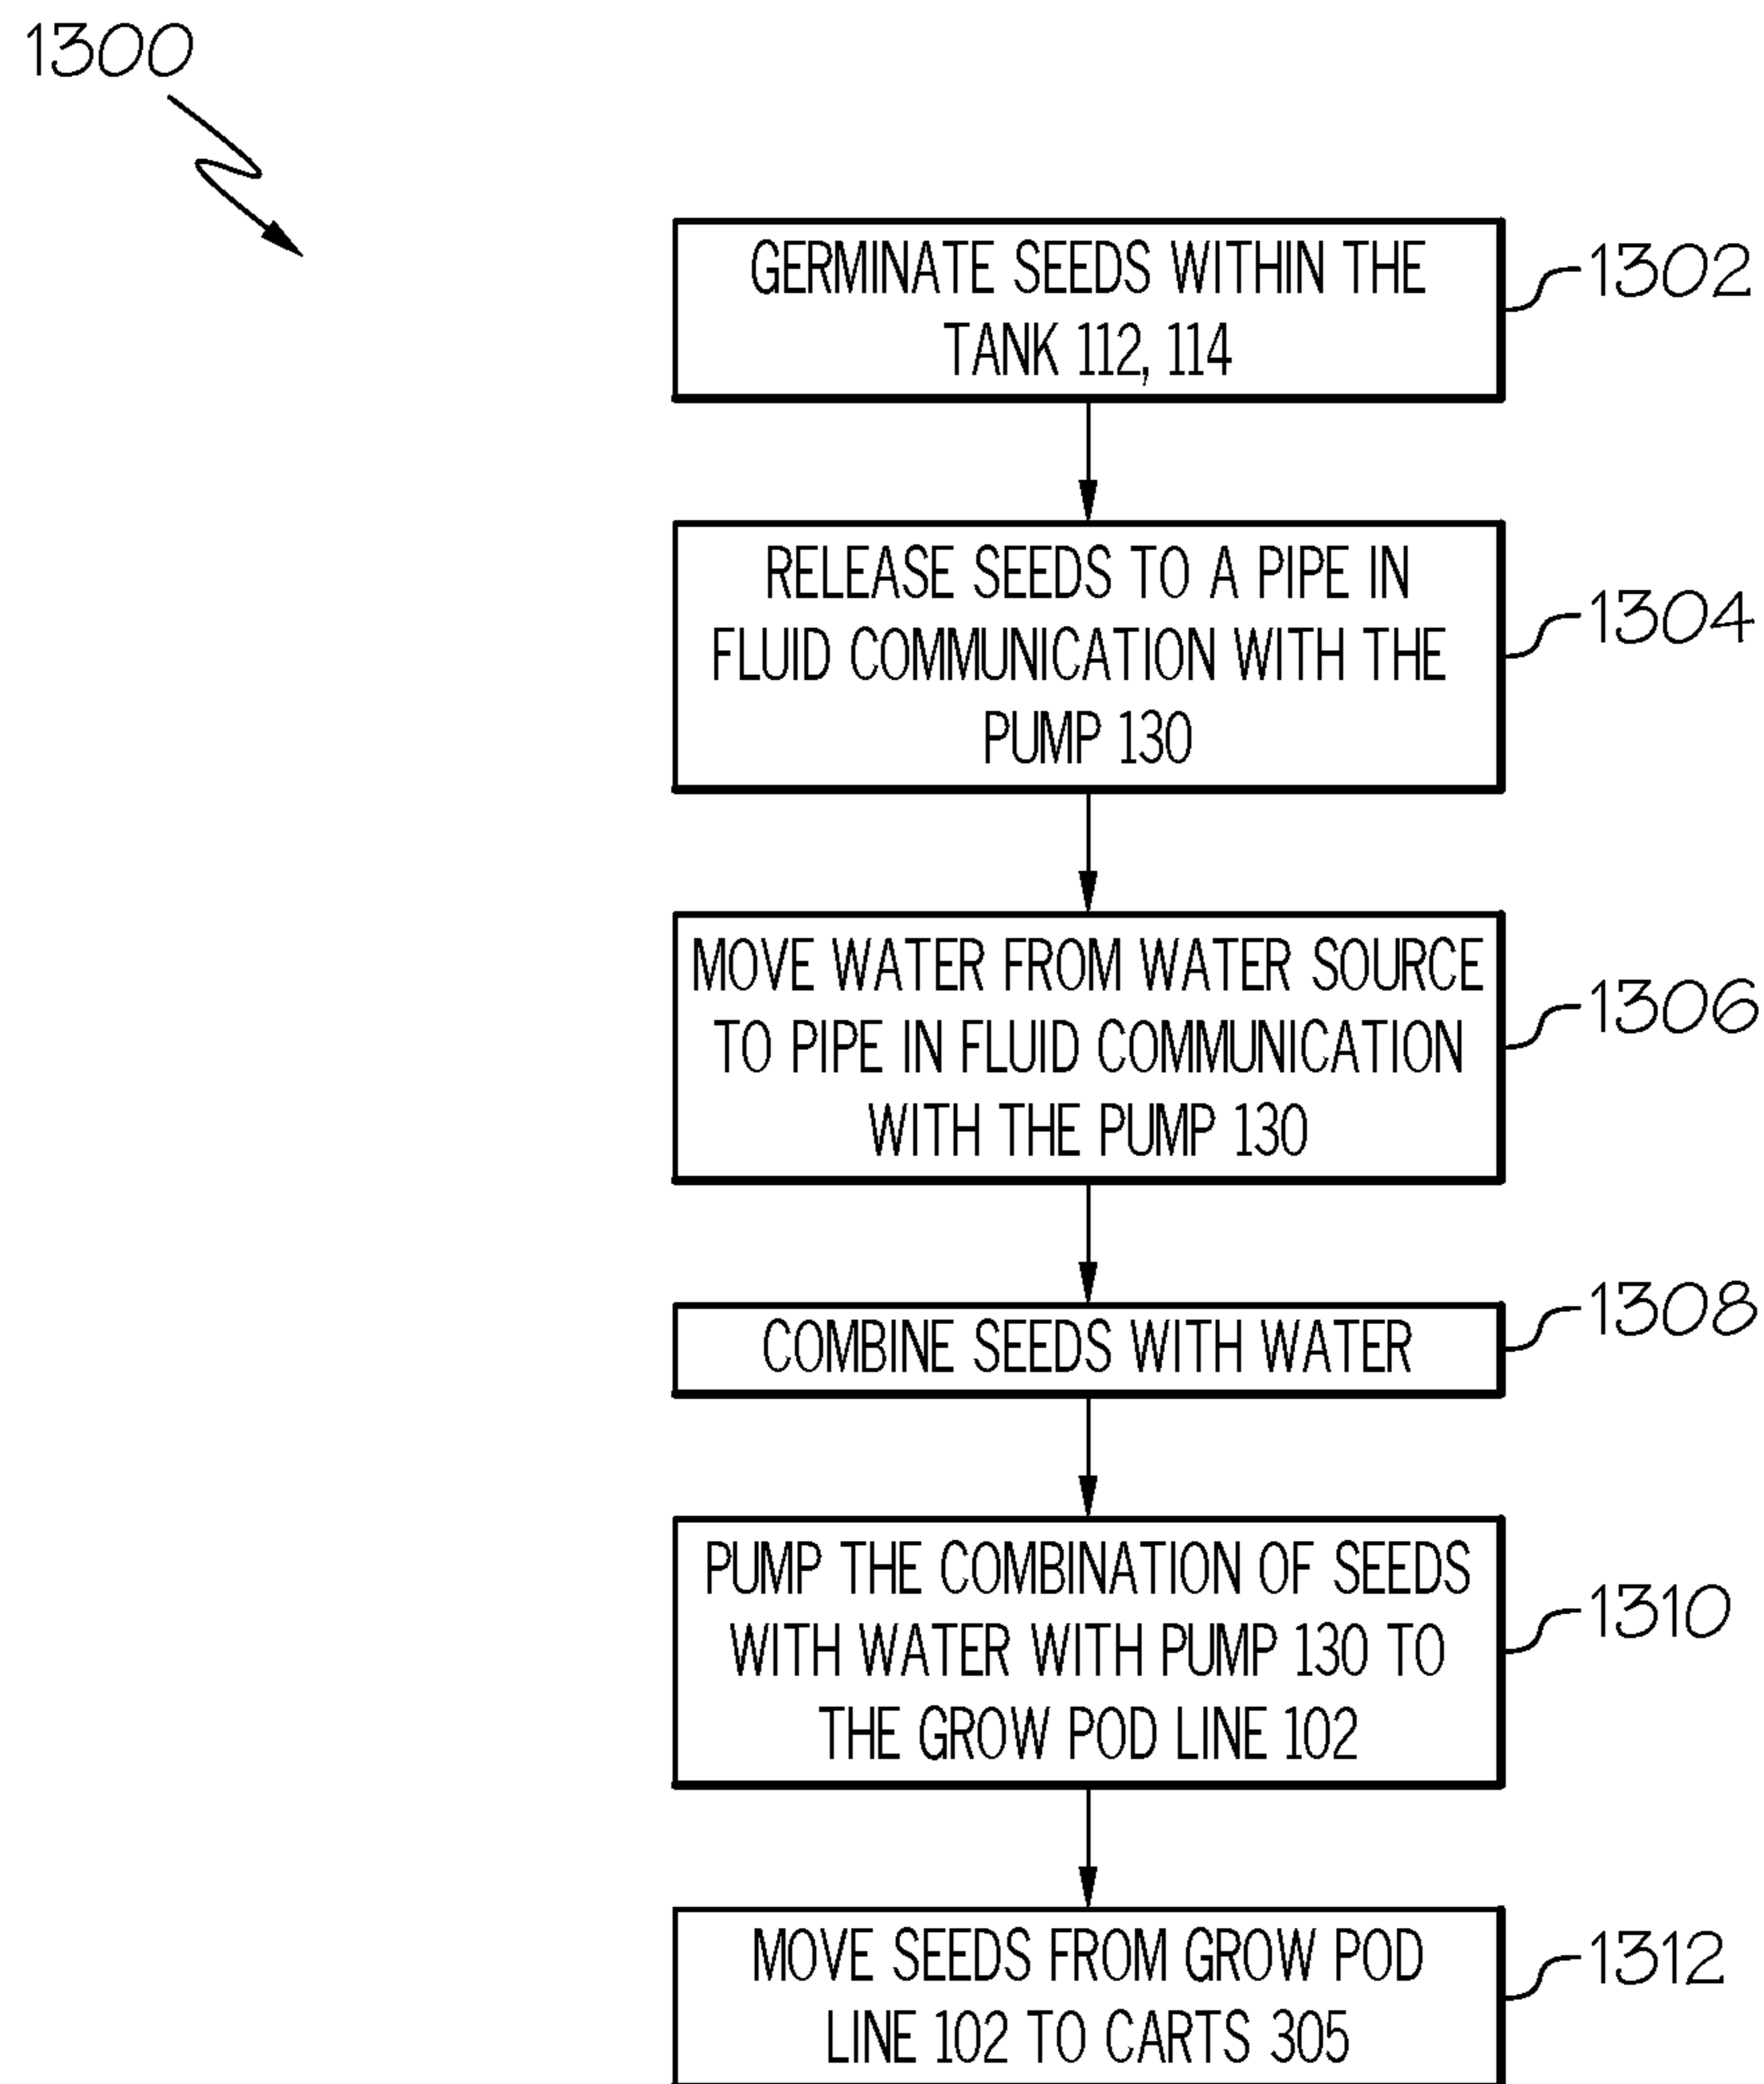 1300
GERMINATE SEEDS WITHIN THE
TANK 112, 114
1302
RELEASE SEEDS TO A PIPE IN
FLUID COMMUNICATION WITH THE
PUMP 130
1304
MOVE WATER FROM WATER SOURCE
TO PIPE IN FLUID COMMUNICATION
WITH THE PUMP 130
1306
COMBINE SEEDS WITH WATER
1308
PUMP THE COMBINATION OF SEEDS
WITH WATER WITH PUMP 130 TO
THE GROW POD LINE 102
1310
MOVE SEEDS FROM GROW POD
LINE 102 TO CARTS 305
1312